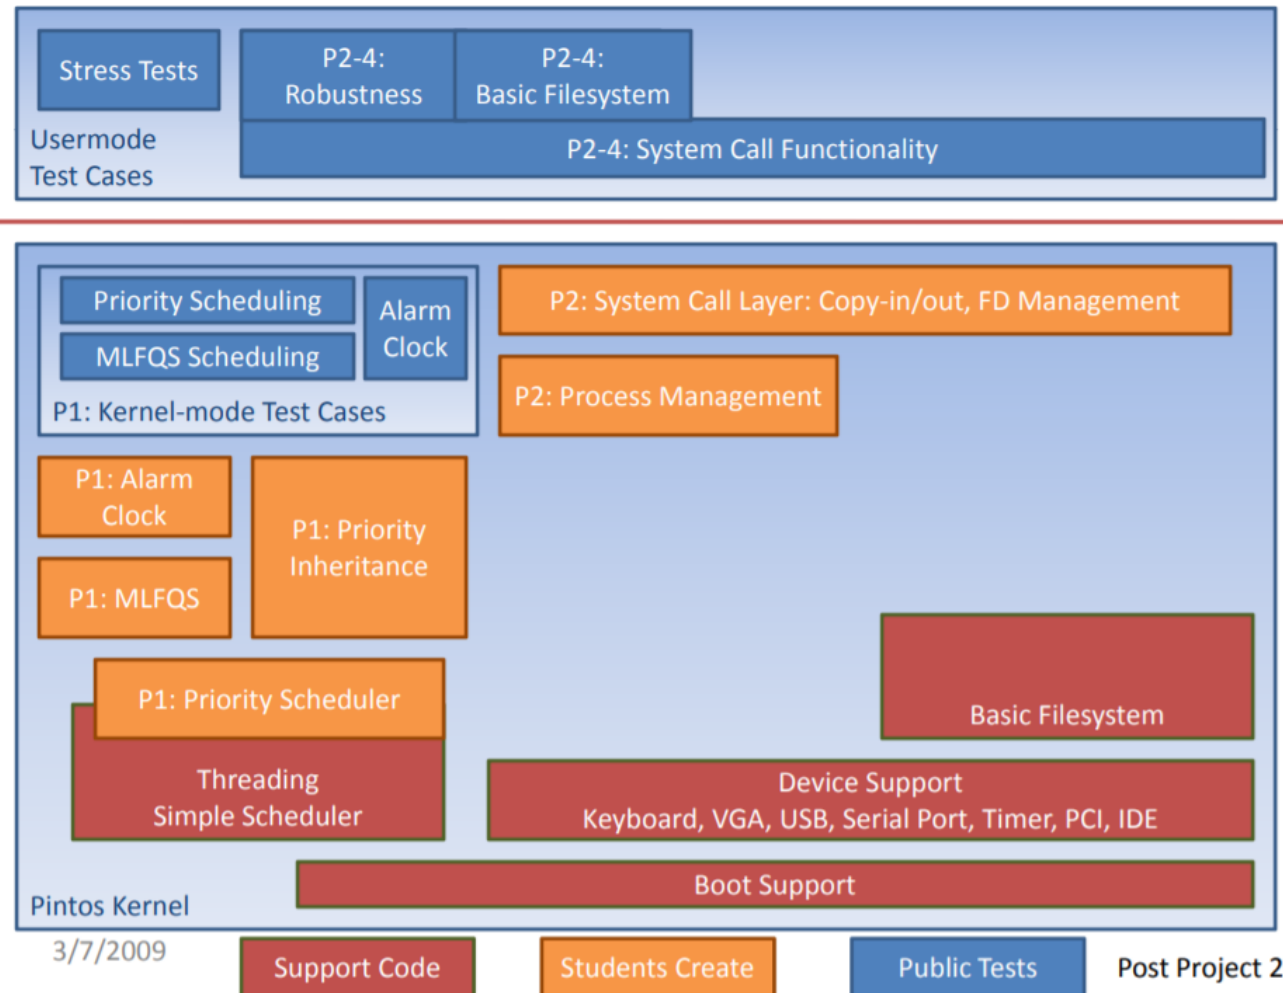 Stress Tests
P2-4:
Robustness
P2-4:
Basic Filesystem
Usermode
Test Cases
P2-4: System Call Functionality
Priority Scheduling
MLFQS Scheduling
Alarm
Clock
P1: Kernel-mode Test Cases
P2: System Call Layer: Copy-in/out, FD Management
P2: Process Management
P1: Alarm
Clock
P1: Priority
Inheritance
P1: MLFQS
P1: Priority Scheduler
Threading
Simple Scheduler
Basic Filesystem
Device Support
Keyboard, VGA, USB, Serial Port, Timer, PCI, IDE
Boot Support
Pintos Kernel
3/7/2009
Support Code
Students Create
Public Tests
Post Project 2